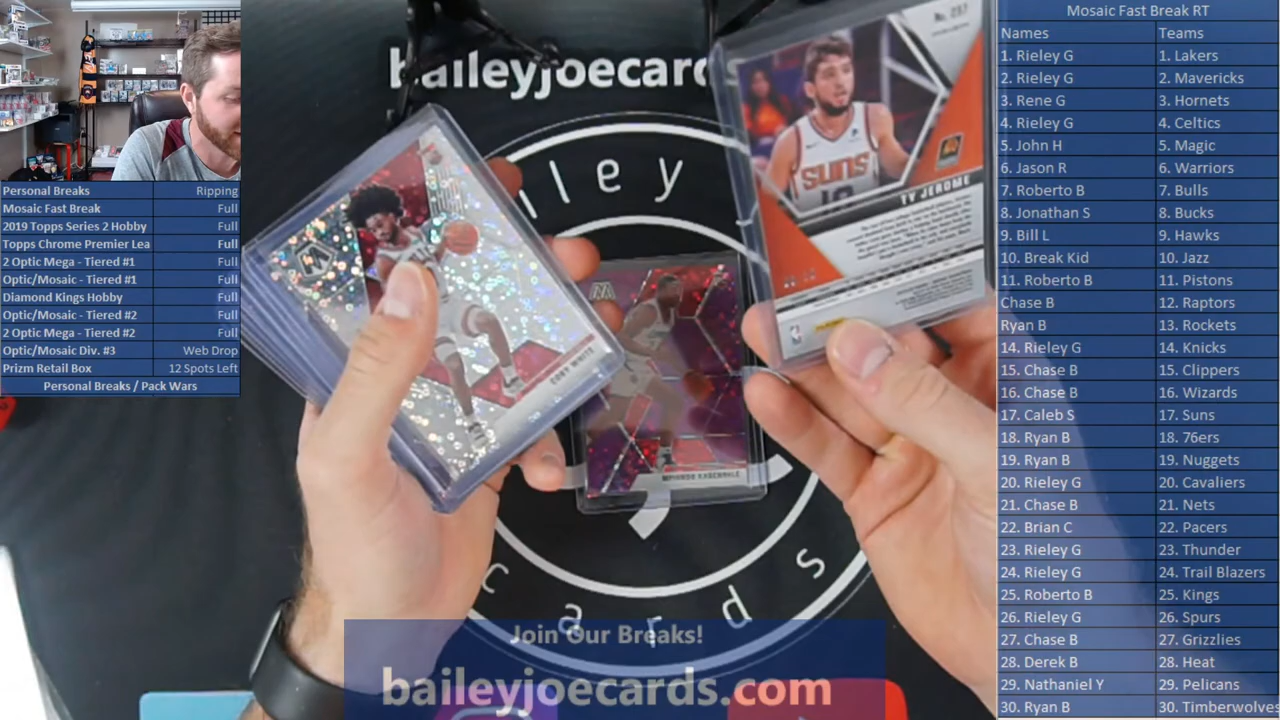 Personal Breaks Ripping
Mosaic Fast Break Full
2019 Topps Series 2 Hobby Full
Topps Chrome Premier Lea Full
2 Optic Mega - Tiered #1 Full
Optic/Mosaic - Tiered #1 Full
Diamond Kings Hobby Full
Optic/Mosaic - Tiered #2 Full
2 Optic Mega - Tiered #2 Full
Optic/Mosaic Div. #3 Web Drop
Prizm Retail Box 12 Spots Left
Personal Breaks / Pack Wars
baileyjoecards
iley
cards
SUNS
TY JEROME
COBY WHITE
Join Our Breaks!
baileyjoecards.com
Mosaic Fast Break RT
Names Teams
1. Rieley G 1. Lakers
2. Rieley G 2. Mavericks
3. Rene G 3. Hornets
4. Rieley G 4. Celtics
5. John H 5. Magic
6. Jason R 6. Warriors
7. Roberto B 7. Bulls
8. Jonathan S 8. Bucks
9. Bill L 9. Hawks
10. Break Kid 10. Jazz
11. Roberto B 11. Pistons
Chase B 12. Raptors
Ryan B 13. Rockets
14. Rieley G 14. Knicks
15. Chase B 15. Clippers
16. Chase B 16. Wizards
17. Caleb S 17. Suns
18. Ryan B 18. 76ers
19. Ryan B 19. Nuggets
20. Rieley G 20. Cavaliers
21. Chase B 21. Nets
22. Brian C 22. Pacers
23. Rieley G 23. Thunder
24. Rieley G 24. Trail Blazers
25. Roberto B 25. Kings
26. Rieley G 26. Spurs
27. Chase B 27. Grizzlies
28. Derek B 28. Heat
29. Nathaniel Y 29. Pelicans
30. Ryan B 30. Timberwolves